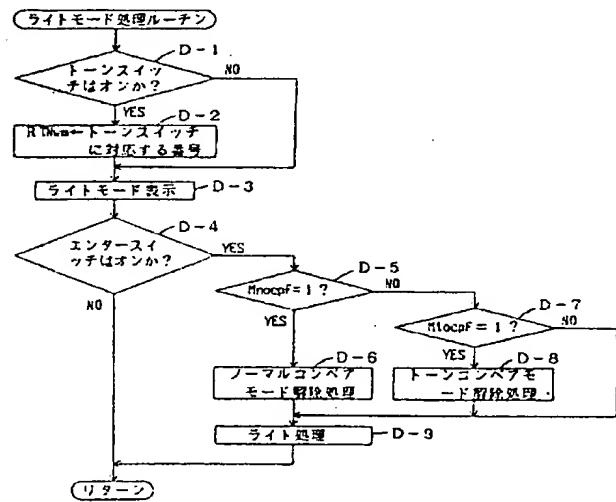 ライトモード処理ルーチン
D-1
トーンスイッ
チはオンか?
NO
YES
D-2
←トーンスイッチ
に対応する番号
ライトモード表示
D-3
D-4
エンタースイ
ッチはオンか?
YES
NO
D-5
Mnocpf=1?
NO
YES
D-7
Mtocpf=1?
NO
YES
D-6
ノーマルコンペア
モード解除処理
D-8
トーンコンペアモ
ード解除処理
ライト処理
D-9
リターン